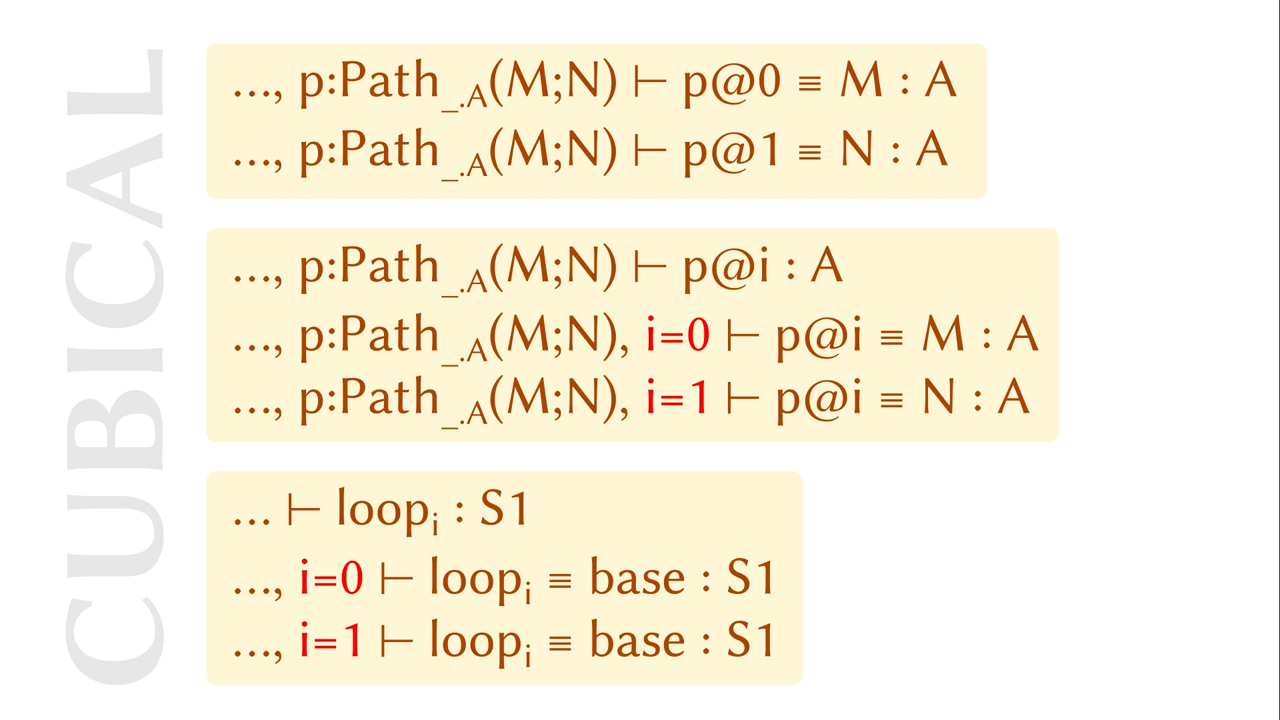 CUBICAL
..., p:Path_.A(M;N) ⊢ p@0 ≡ M : A
..., p:Path_.A(M;N) ⊢ p@1 ≡ N : A
..., p:Path_.A(M;N) ⊢ p@i : A
..., p:Path_.A(M;N), i=0 ⊢ p@i ≡ M : A
..., p:Path_.A(M;N), i=1 ⊢ p@i ≡ N : A
... ⊢ loopᵢ : S1
..., i=0 ⊢ loopᵢ ≡ base : S1
..., i=1 ⊢ loopᵢ ≡ base : S1